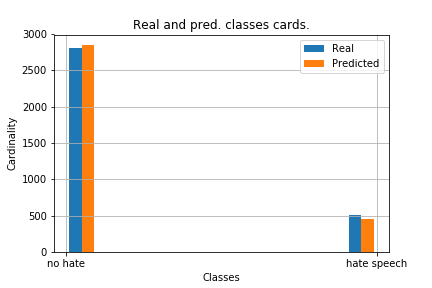 Real and pred. classes cards.
Real
Predicted
3000
2500
2000
1500
1000
500
0
Cardinality
no hate
hate speech
Classes